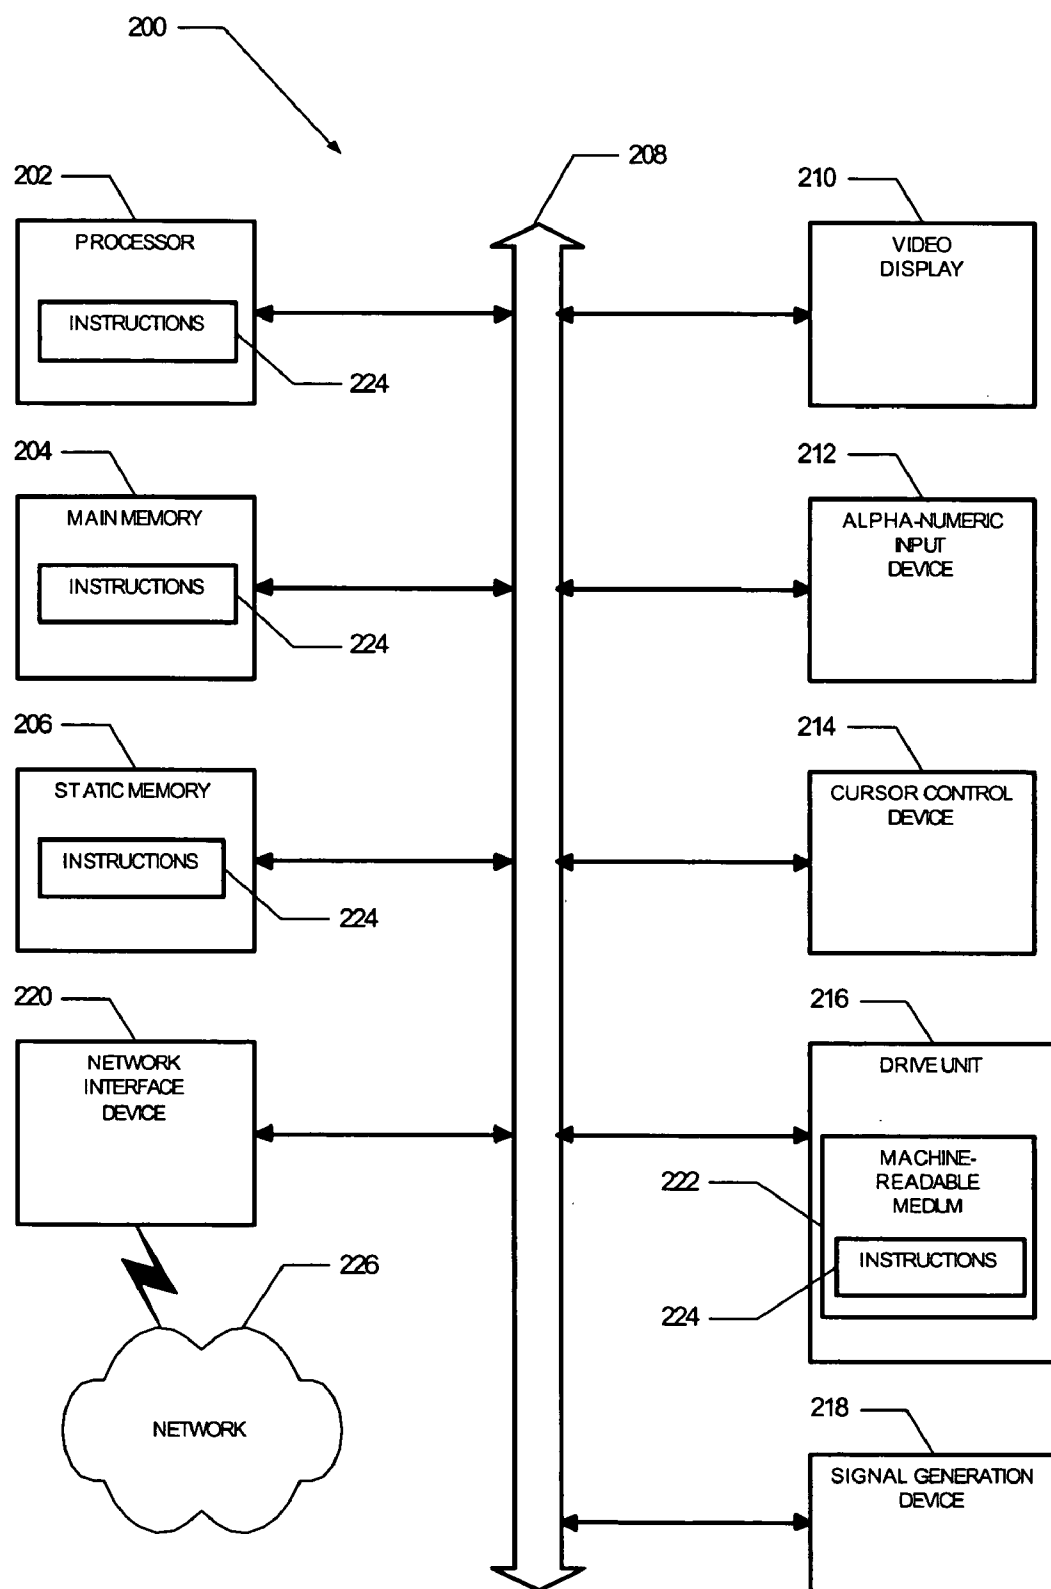 200
208
202
PROCESSOR
INSTRUCTIONS
224
210
VIDEO
DISPLAY
204
MAIN MEMORY
INSTRUCTIONS
224
212
ALPHA-NUMERIC
INPUT
DEVICE
206
STATIC MEMORY
INSTRUCTIONS
224
214
CURSOR CONTROL
DEVICE
220
NETWORK
INTERFACE
DEVICE
216
DRIVE UNIT
222
MACHINE-
READABLE
MEDIUM
INSTRUCTIONS
224
226
NETWORK
218
SIGNAL GENERATION
DEVICE